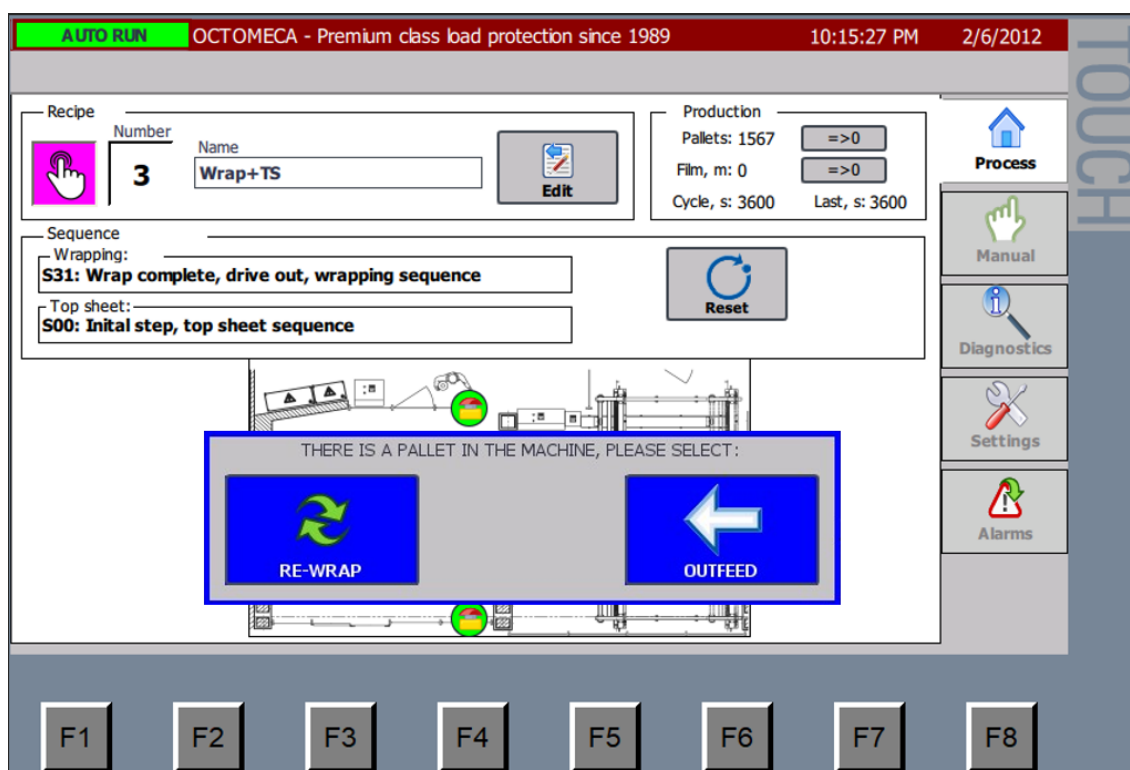 AUTO RUN OCTOMECA - Premium class load protection since 1989 10:15:27 PM 2/6/2012
TOUCH
Recipe
Number
3
Name
Wrap+TS
Edit
Production
Pallets: 1567 =>0
Film, m: 0 =>0
Cycle, s: 3600 Last, s: 3600
Process
Manual
Diagnostics
Settings
Alarms
Sequence
Wrapping:
S31: Wrap complete, drive out, wrapping sequence
Top sheet:
S00: Inital step, top sheet sequence
Reset
THERE IS A PALLET IN THE MACHINE, PLEASE SELECT:
RE-WRAP
OUTFEED
F1 F2 F3 F4 F5 F6 F7 F8